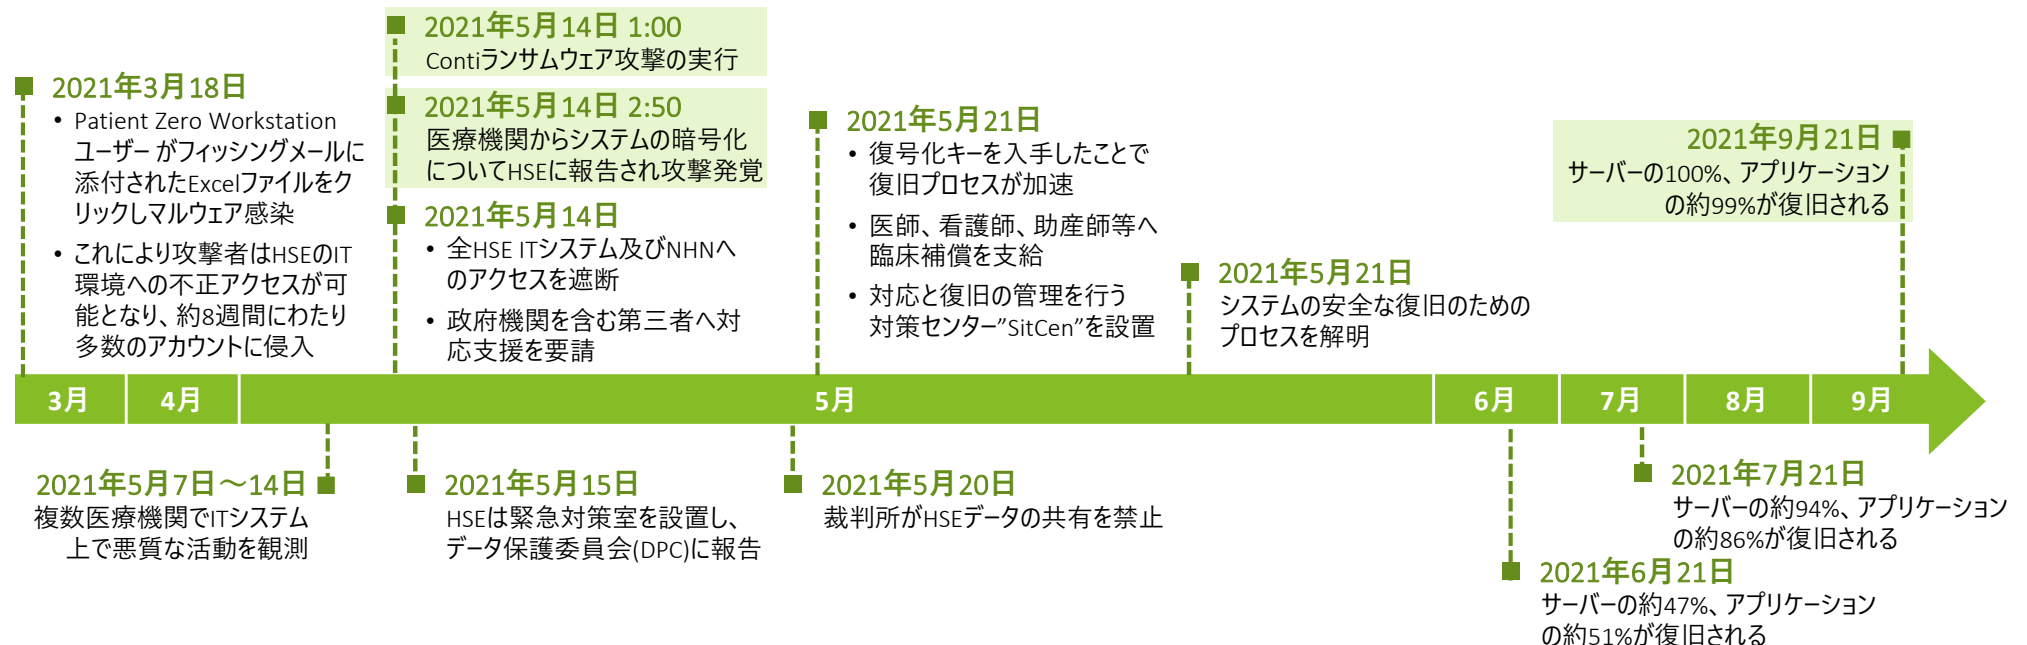 2021年3月18日
• Patient Zero Workstation
ユーザー がフィッシングメールに
添付されたExcelファイルをク
リックしマルウェア感染
• これにより攻撃者はHSEのIT
環境への不正アクセスが可
能となり、約8週間にわたり
多数のアカウントに侵入
2021年5月14日 1:00
Contiランサムウェア攻撃の実行
2021年5月14日 2:50
医療機関からシステムの暗号化
についてHSEに報告され攻撃発覚
2021年5月14日
• 全HSE ITシステム及びNHNへ
のアクセスを遮断
• 政府機関を含む第三者へ対
応支援を要請
2021年5月21日
• 復号化キーを入手したことで
復旧プロセスが加速
• 医師、看護師、助産師等へ
臨床補償を支給
• 対応と復旧の管理を行う
対策センター”SitCen”を設置
2021年5月21日
システムの安全な復旧のための
プロセスを解明
2021年9月21日
サーバーの100%、アプリケーション
の約99%が復旧される
3月
4月
5月
6月
7月
8月
9月
2021年5月7日～14日
複数医療機関でITシステム
上で悪質な活動を観測
2021年5月15日
HSEは緊急対策室を設置し、
データ保護委員会(DPC)に報告
2021年5月20日
裁判所がHSEデータの共有を禁止
2021年6月21日
サーバーの約47%、アプリケーション
の約51%が復旧される
2021年7月21日
サーバーの約94%、アプリケーション
の約86%が復旧される